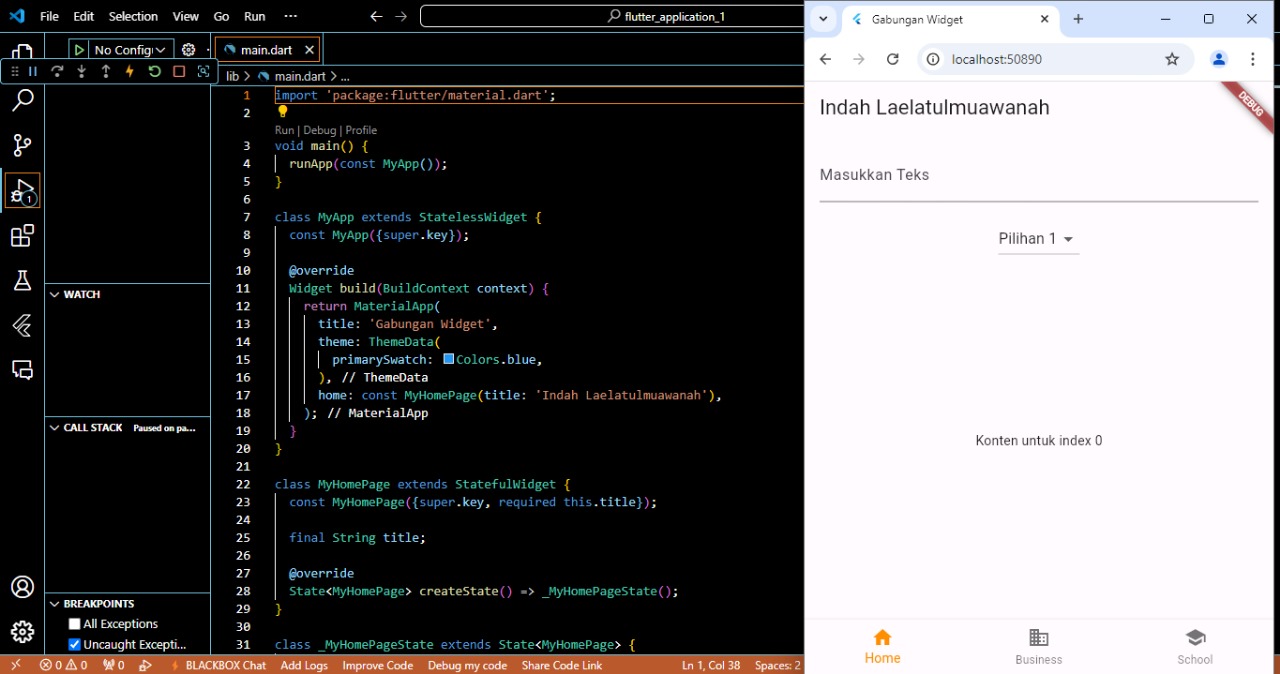 File Edit Selection View Go Run ···
flutter_application_1
No Config
main.dart
lib > main.dart > ...
1 import 'package:flutter/material.dart';
2
Run | Debug | Profile
3 void main() {
4 runApp(const MyApp());
5 }
6
7 class MyApp extends StatelessWidget {
8 const MyApp({super.key});
9
10 @override
11 Widget build(BuildContext context) {
12 return MaterialApp(
13 title: 'Gabungan Widget',
14 theme: ThemeData(
15 primarySwatch: Colors.blue,
16 ), // ThemeData
17 home: const MyHomePage(title: 'Indah Laelatulmuawanah'),
18 ); // MaterialApp
19 }
20 }
21
22 class MyHomePage extends StatefulWidget {
23 const MyHomePage({super.key, required this.title});
24
25 final String title;
26
27 @override
28 State<MyHomePage> createState() => _MyHomePageState();
29 }
30
31 class _MyHomePageState extends State<MyHomePage> {
1
WATCH
CALL STACK Paused on pa...
BREAKPOINTS
All Exceptions
Uncaught Excepti...
0 0 0 BLACKBOX Chat Add Logs Improve Code Debug my code Share Code Link Ln 1, Col 38 Spaces: 2
Gabungan Widget
localhost:50890
DEBUG
Indah Laelatulmuawanah
Masukkan Teks
Pilihan 1
Konten untuk index 0
Home Business School